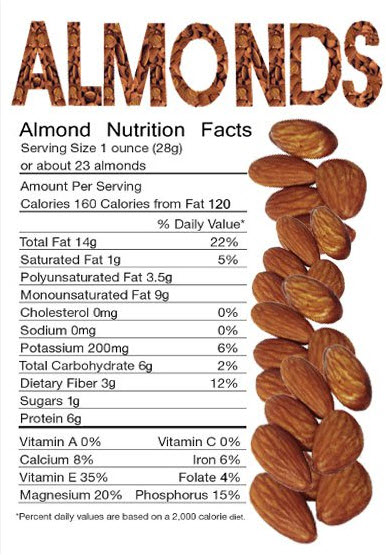 ALMONDS
Almond Nutrition Facts
Serving Size 1 ounce (28g)
or about 23 almonds
Amount Per Serving
Calories 160 Calories from Fat 120
% Daily Value*
Total Fat 14g 22%
Saturated Fat 1g 5%
Polyunsaturated Fat 3.5g
Monounsaturated Fat 9g
Cholesterol 0mg 0%
Sodium 0mg 0%
Potassium 200mg 6%
Total Carbohydrate 6g 2%
Dietary Fiber 3g 12%
Sugars 1g
Protein 6g
Vitamin A 0% Vitamin C 0%
Calcium 8% Iron 6%
Vitamin E 35% Folate 4%
Magnesium 20% Phosphorus 15%
*Percent daily values are based on a 2,000 calorie diet.